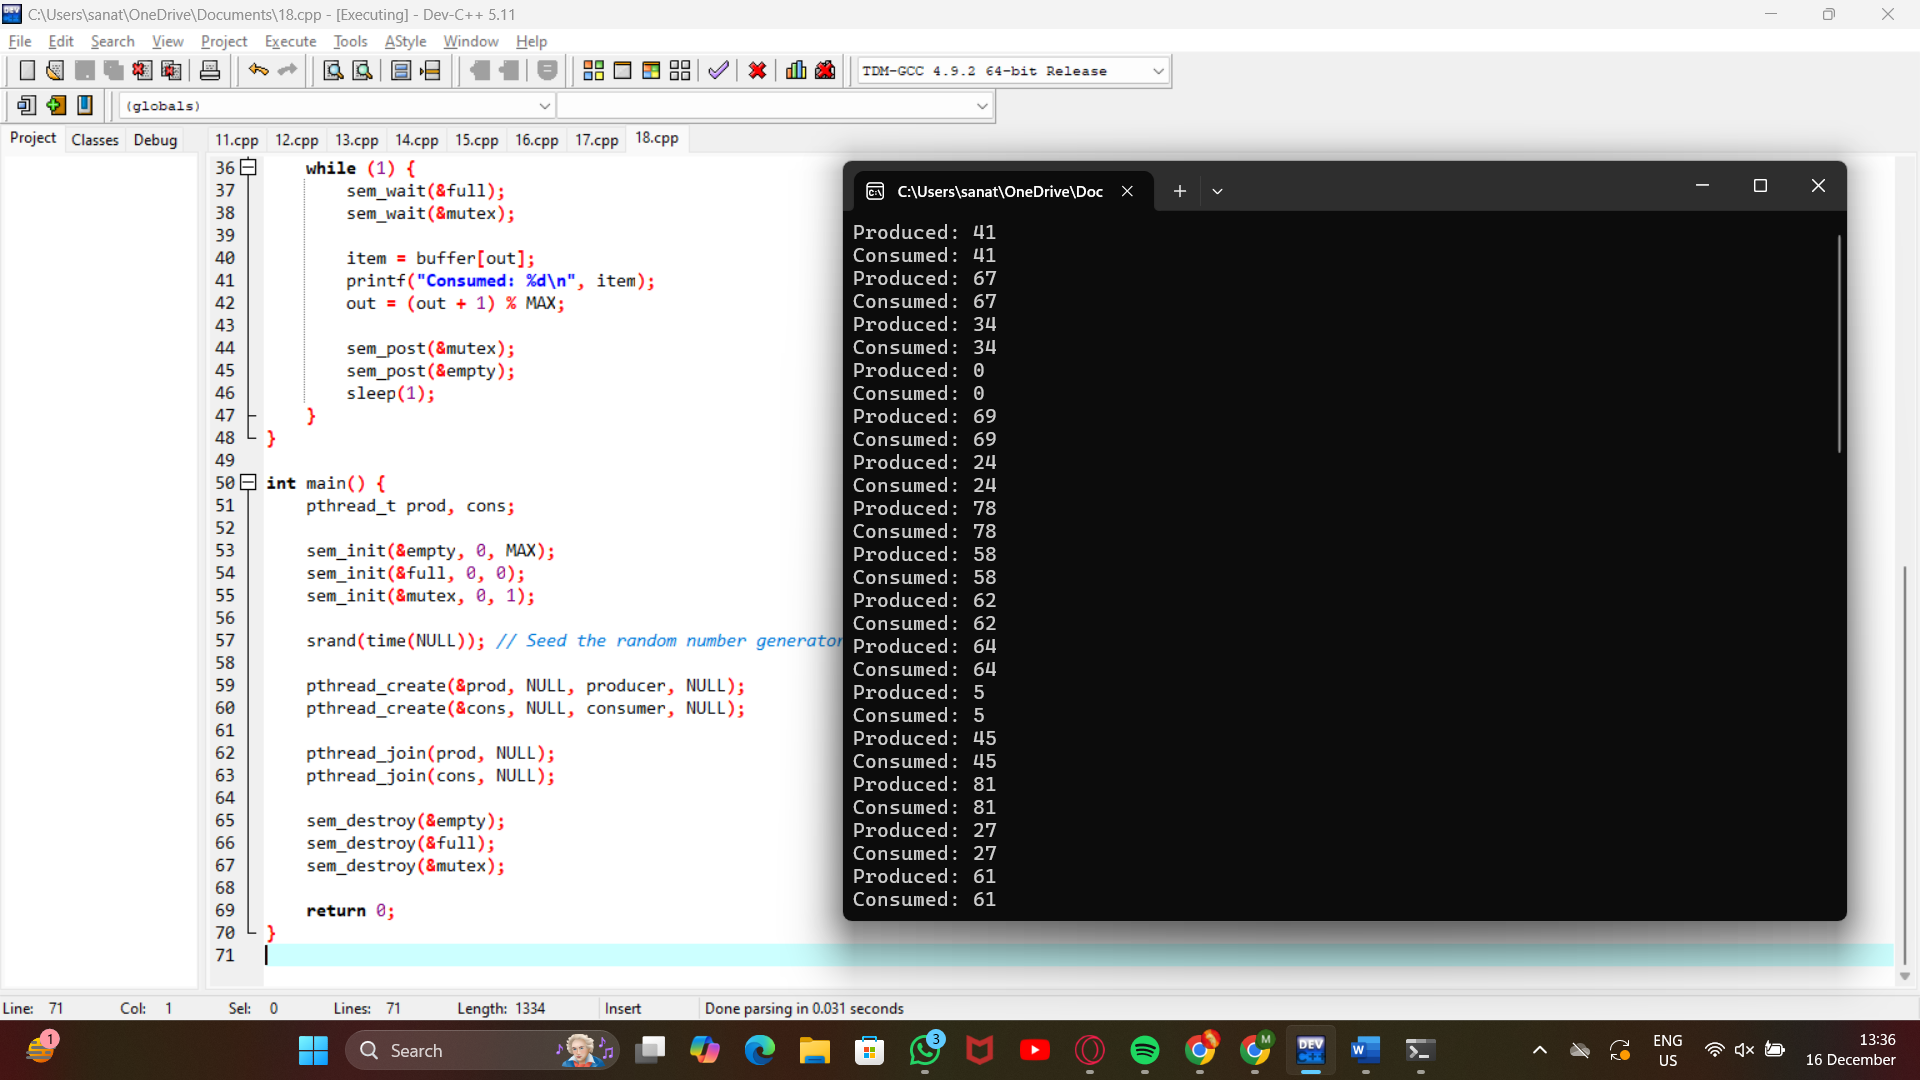 C:\Users\sanat\OneDrive\Documents\18.cpp - [Executing] - Dev-C++ 5.11
File Edit Search View Project Execute Tools AStyle Window Help
TDM-GCC 4.9.2 64-bit Release
(globals)
Project Classes Debug 11.cpp 12.cpp 13.cpp 14.cpp 15.cpp 16.cpp 17.cpp 18.cpp
36 while (1) {
37 sem_wait(&full);
38 sem_wait(&mutex);
39
40 item = buffer[out];
41 printf("Consumed: %d\n", item);
42 out = (out + 1) % MAX;
43
44 sem_post(&mutex);
45 sem_post(&empty);
46 sleep(1);
47 }
48 }
49
50 int main() {
51 pthread_t prod, cons;
52
53 sem_init(&empty, 0, MAX);
54 sem_init(&full, 0, 0);
55 sem_init(&mutex, 0, 1);
56
57 srand(time(NULL)); // Seed the random number generator
58
59 pthread_create(&prod, NULL, producer, NULL);
60 pthread_create(&cons, NULL, consumer, NULL);
61
62 pthread_join(prod, NULL);
63 pthread_join(cons, NULL);
64
65 sem_destroy(&empty);
66 sem_destroy(&full);
67 sem_destroy(&mutex);
68
69 return 0;
70 }
71
C:\Users\sanat\OneDrive\Doc
Produced: 41
Consumed: 41
Produced: 67
Consumed: 67
Produced: 34
Consumed: 34
Produced: 0
Consumed: 0
Produced: 69
Consumed: 69
Produced: 24
Consumed: 24
Produced: 78
Consumed: 78
Produced: 58
Consumed: 58
Produced: 62
Consumed: 62
Produced: 64
Consumed: 64
Produced: 5
Consumed: 5
Produced: 45
Consumed: 45
Produced: 81
Consumed: 81
Produced: 27
Consumed: 27
Produced: 61
Consumed: 61
Line: 71 Col: 1 Sel: 0 Lines: 71 Length: 1334 Insert Done parsing in 0.031 seconds
1
Search
3
M
DEV
W
ENG
US
13:36
16 December